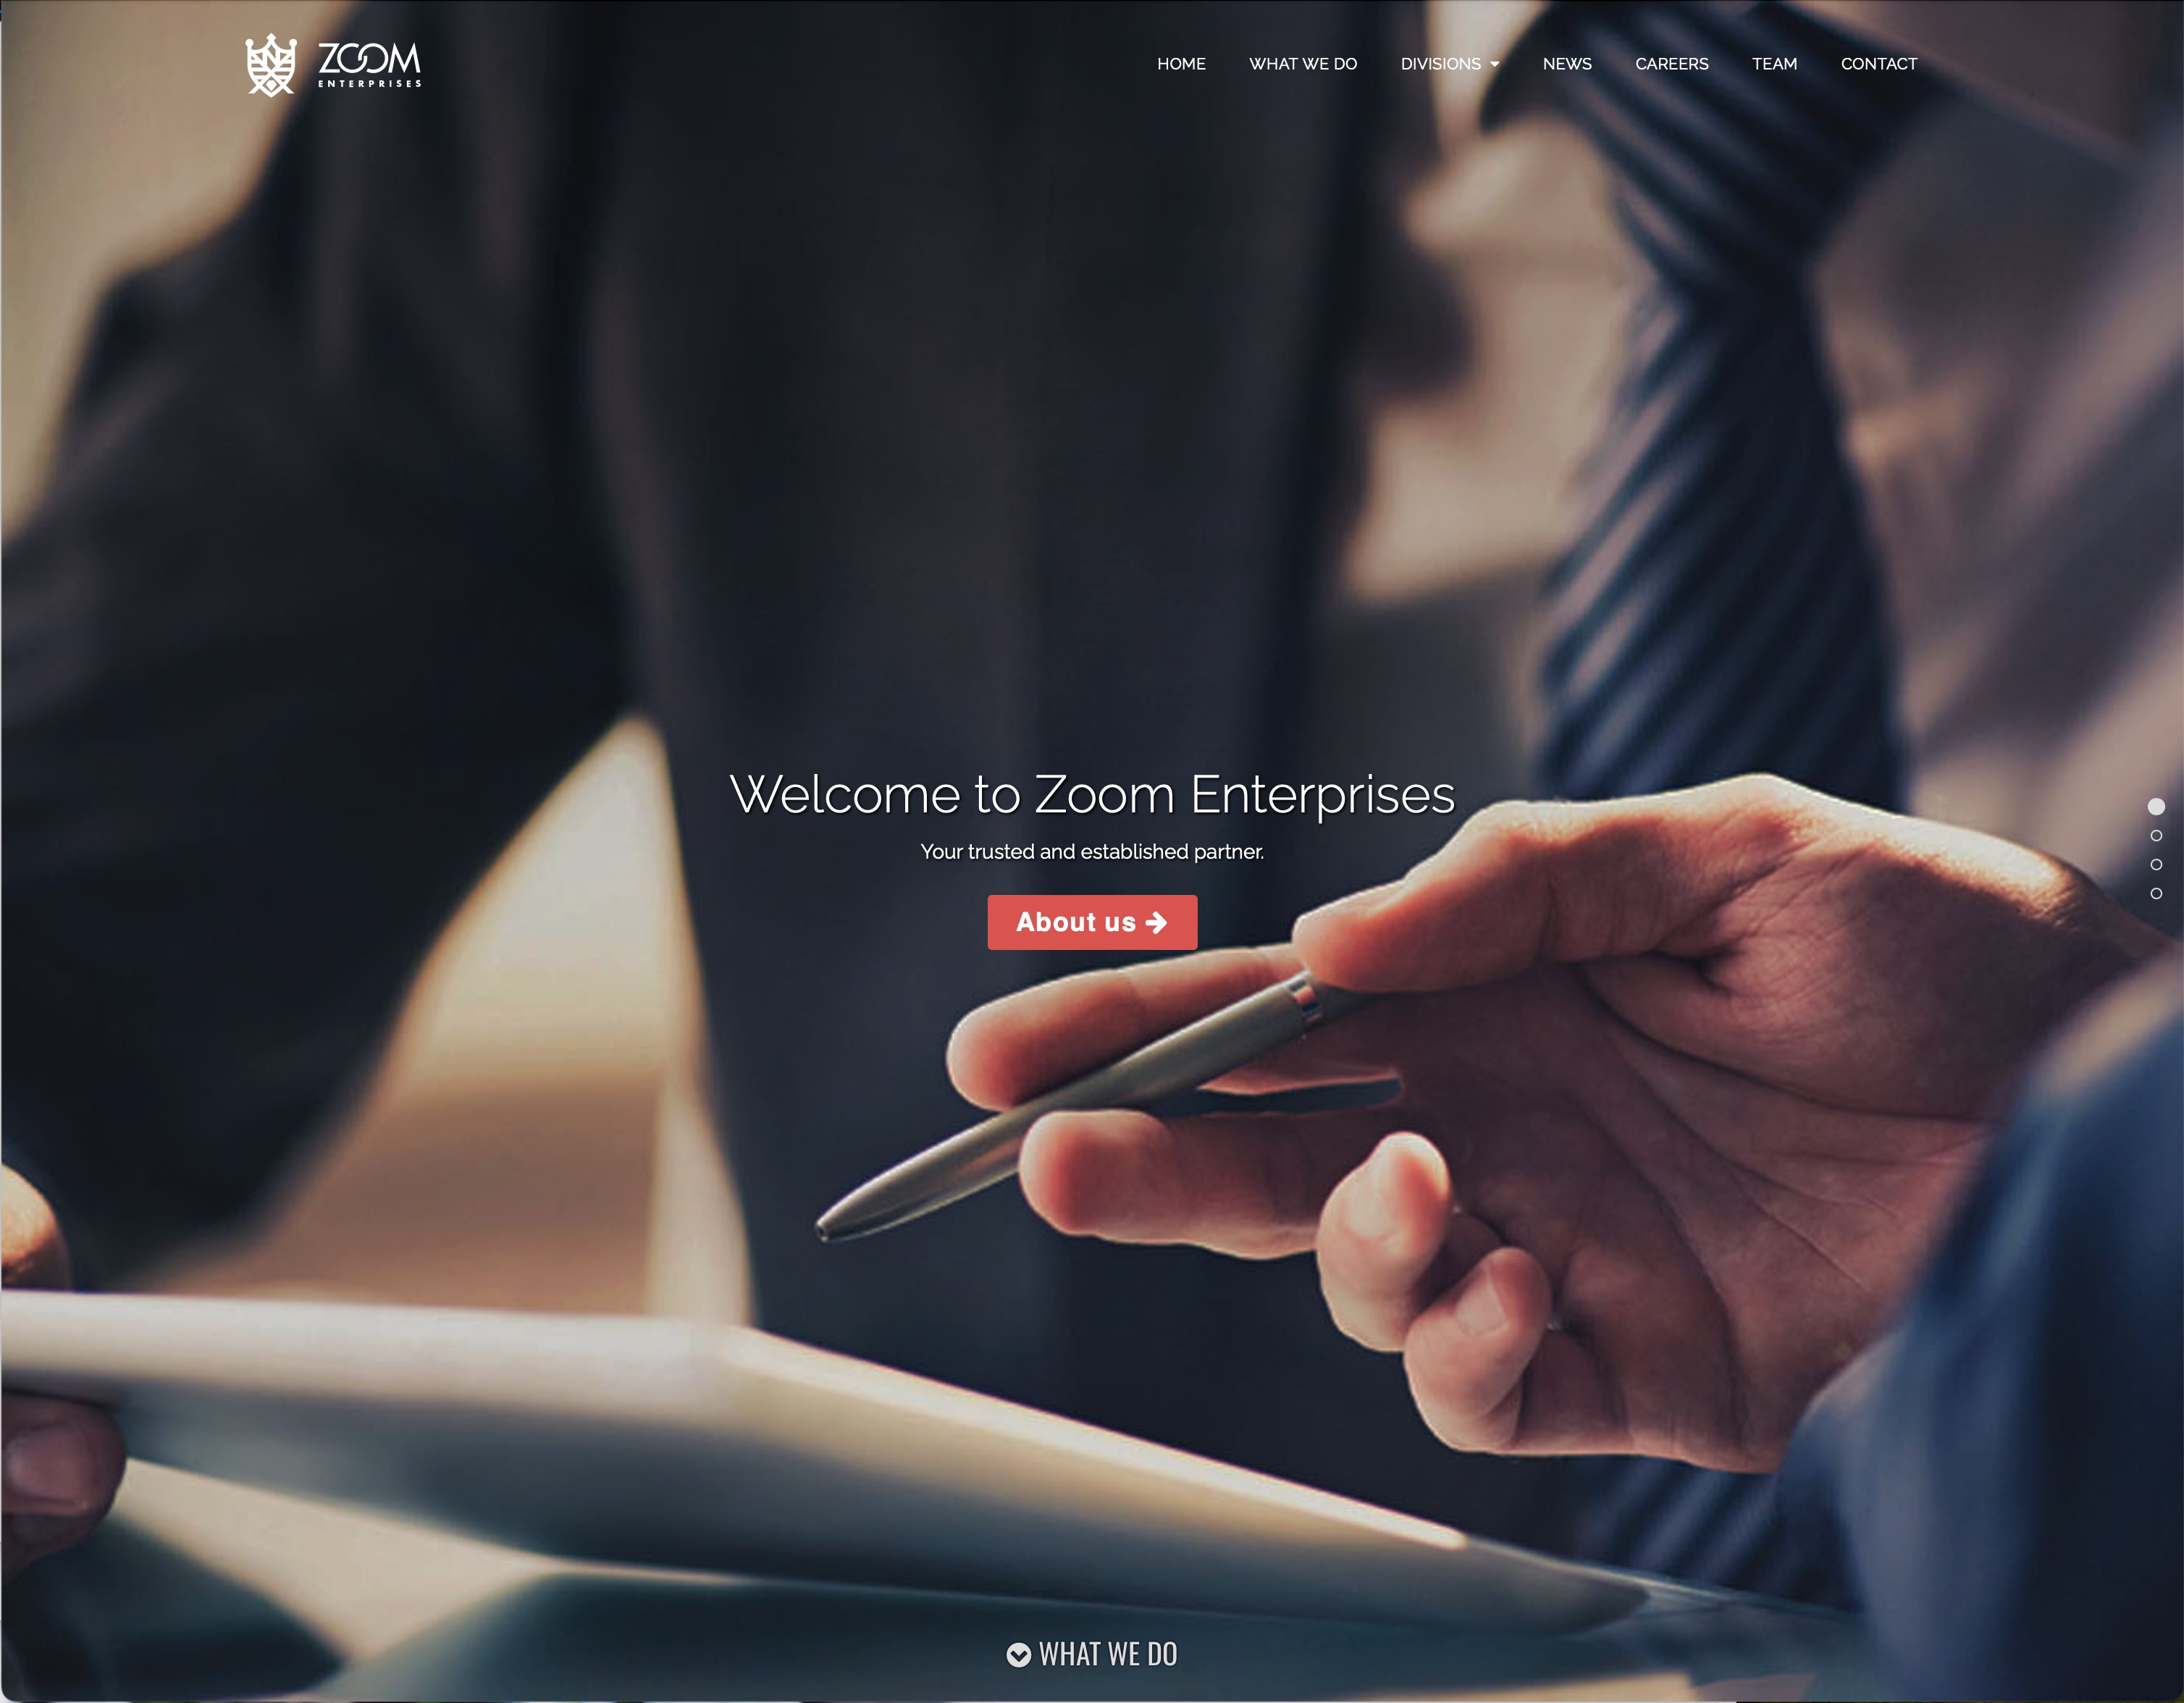 ZOOM
ENTERPRISES
HOME WHAT WE DO DIVISIONS NEWS CAREERS TEAM CONTACT
Welcome to Zoom Enterprises
Your trusted and established partner.
About us
WHAT WE DO